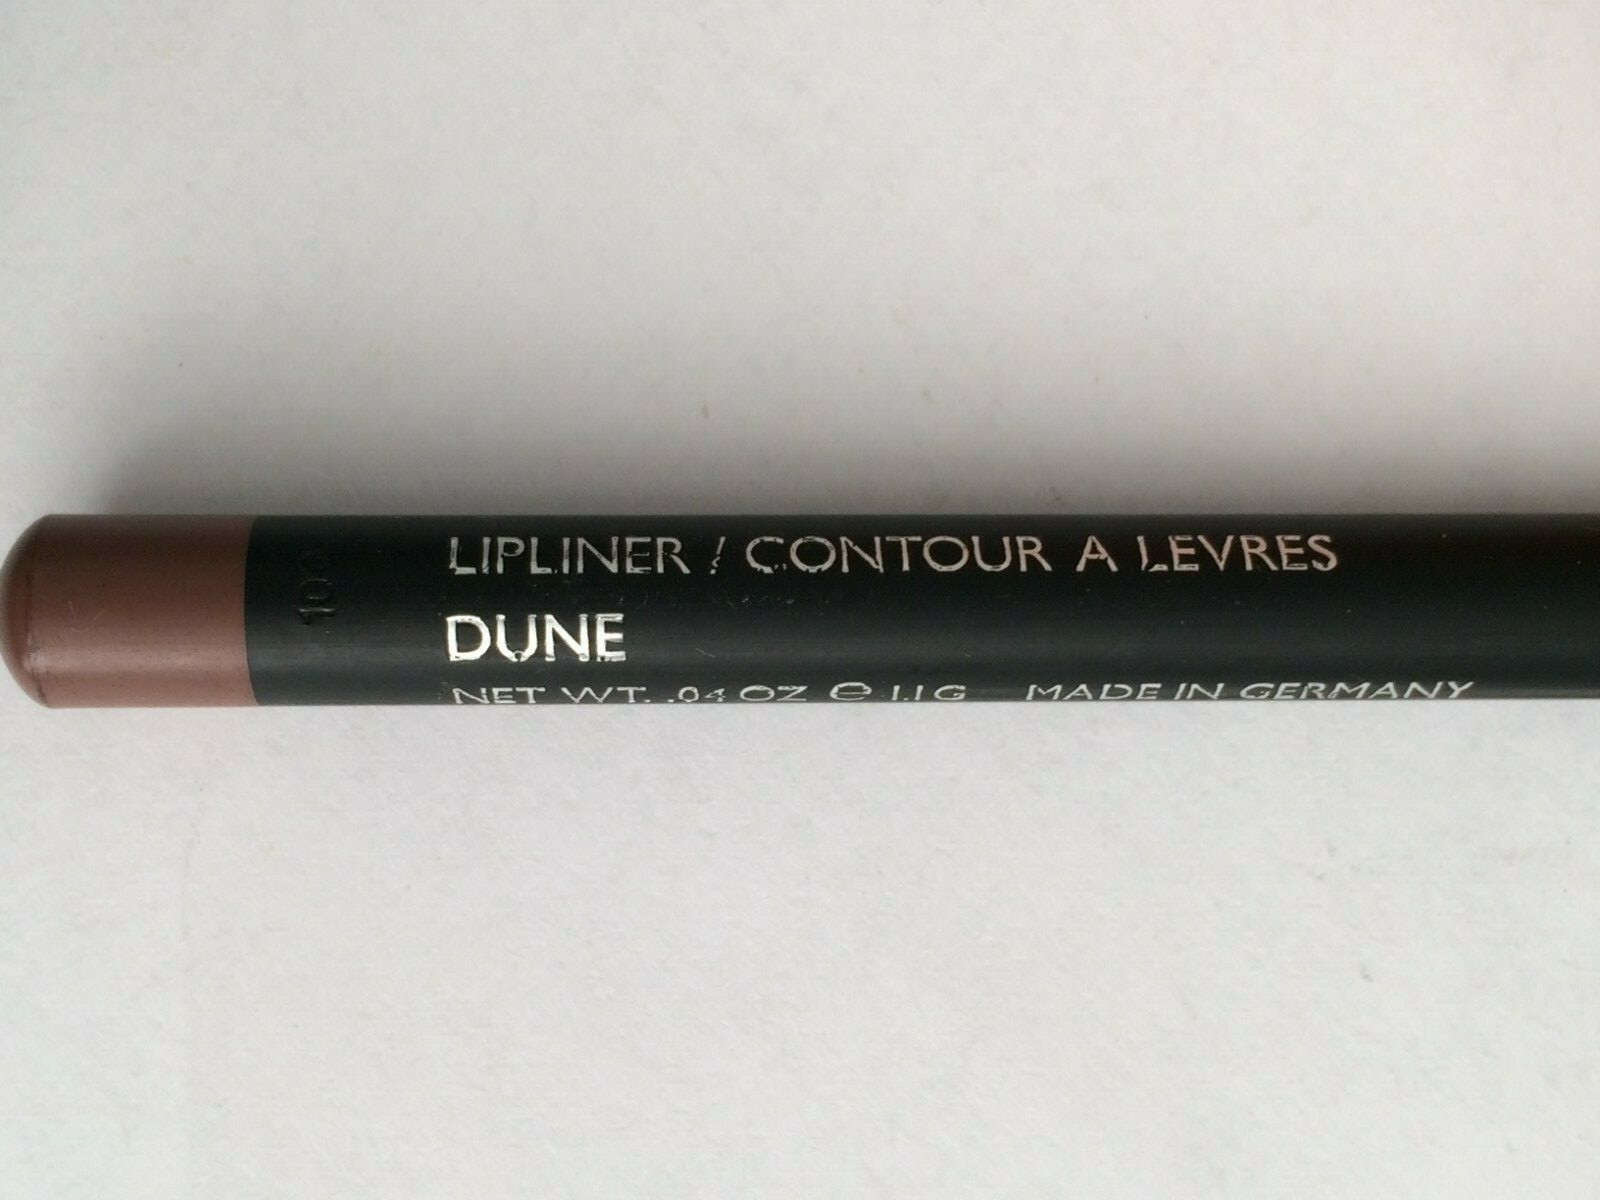 LIPLINER / CONTOUR A LEVRES
DUNE
NET WT. .04 OZ ℮ 1.1 G MADE IN GERMANY